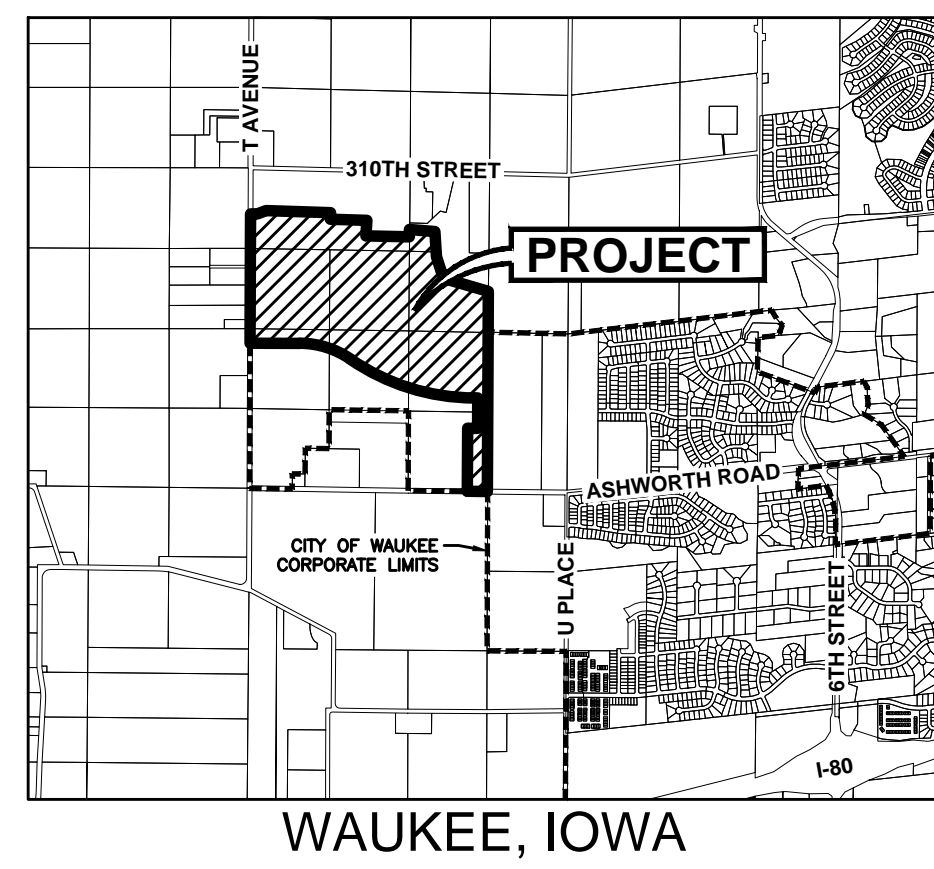 T AVENUE
310TH STREET
PROJECT
ASHWORTH ROAD
CITY OF WAUKEE
CORPORATE LIMITS
U PLACE
6TH STREET
I-80
WAUKEE, IOWA